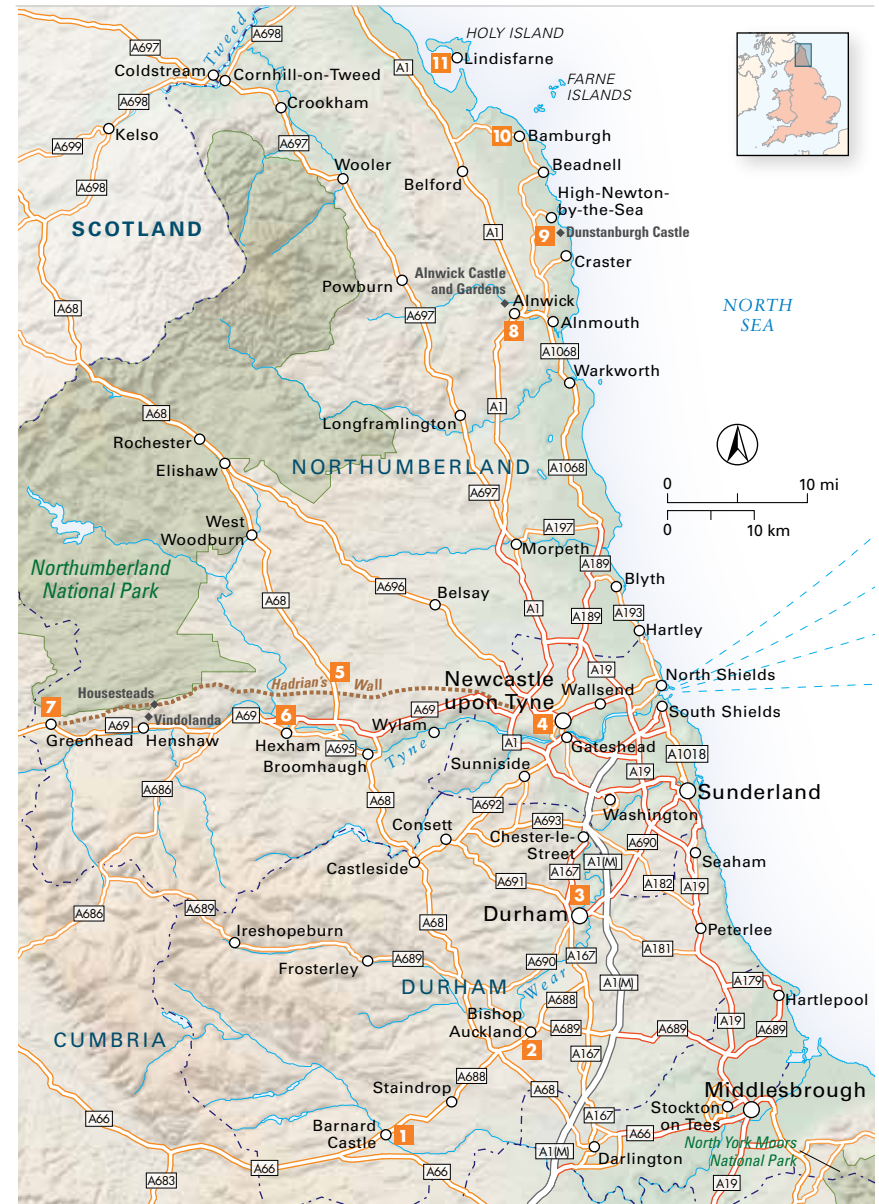 A697
A698
Tweed
Coldstream
Cornhill-on-Tweed
A698
Crookham
Kelso
A699
A697
A698
Wooler
SCOTLAND
A1
HOLY ISLAND
11
Lindisfarne
FARNE
ISLANDS
10
Bamburgh
Belford
Beadnell
High-Newton-
by-the-Sea
A1
9
Dunstanburgh Castle
Craster
Powburn
Alnwick Castle
and Gardens
Alnwick
A697
8
Alnmouth
NORTH
SEA
A68
A1068
Warkworth
A1
A68
Longframlington
Rochester
Elishaw
NORTHUMBERLAND
A1068
A697
0
10 mi
0
10 km
West
Woodburn
A197
Morpeth
Northumberland
National Park
A189
Blyth
A696
Belsay
A68
A1
A189
A193
Hartley
5
A19
Hadrian's Wall
Housesteads
Newcastle
upon Tyne
Wallsend
North Shields
7
Vindolanda
A69
A69
6
A69
Wylam
4
South Shields
Greenhead
Henshaw
Hexham
A695
Broomhaugh
Tyne
A1
Gateshead
A1018
Sunniside
A19
A686
A68
A692
Sunderland
Washington
Consett
A693
Chester-le-
Street
A690
Castleside
A1(M)
Seaham
A691
A167
A182
A19
3
A686
A689
A68
Durham
Ireshopeburn
Peterlee
Frosterley
A689
A690
A167
A181
DURHAM
Wear
A688
A1(M)
A179
Hartlepool
Bishop
Auckland
A689
A689
A19
A689
CUMBRIA
2
A167
Staindrop
A688
A68
Middlesbrough
A66
Stockton
on Tees
A167
Barnard
Castle
1
A66
North York Moors
National Park
A1(M)
Darlington
A683
A66
A66
A19